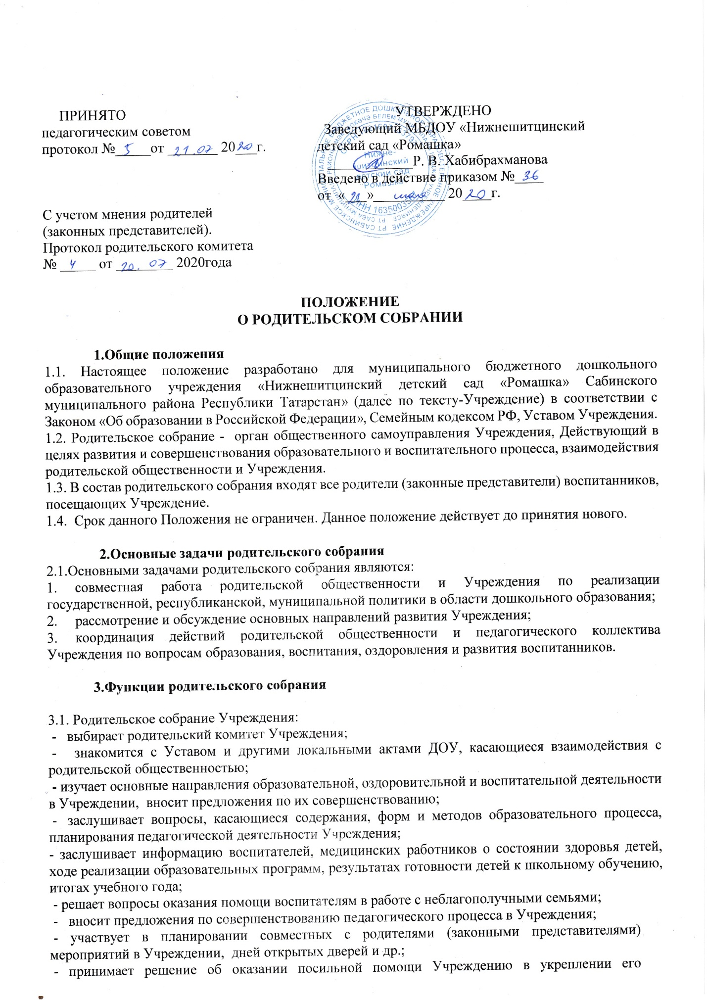 ПРИНЯТО
педагогическим советом
протокол № 5 от 21.07 2020 г.
УТВЕРЖДЕНО
Заведующий МБДОУ «Нижнешитцинский
детский сад «Ромашка»
Р. В. Хабибрахманова
Введено в действие приказом № 36
от «21» 2020 г.
Нижне-
шитцинский
детский сад
Ромашка
С учетом мнения родителей
(законных представителей).
Протокол родительского комитета
№ 4 от 20. 07 2020года
ПОЛОЖЕНИЕ
О РОДИТЕЛЬСКОМ СОБРАНИИ
1.Общие положения
1.1. Настоящее положение разработано для муниципального бюджетного дошкольного
образовательного учреждения «Нижнешитцинский детский сад «Ромашка» Сабинского
муниципального района Республики Татарстан» (далее по тексту-Учреждение) в соответствии с
Законом «Об образовании в Российской Федерации», Семейным кодексом РФ, Уставом Учреждения.
1.2. Родительское собрание - орган общественного самоуправления Учреждения, Действующий в
целях развития и совершенствования образовательного и воспитательного процесса, взаимодействия
родительской общественности и Учреждения.
1.3. В состав родительского собрания входят все родители (законные представители) воспитанников,
посещающих Учреждение.
1.4. Срок данного Положения не ограничен. Данное положение действует до принятия нового.
2.Основные задачи родительского собрания
2.1.Основными задачами родительского собрания являются:
1. совместная работа родительской общественности и Учреждения по реализации
государственной, республиканской, муниципальной политики в области дошкольного образования;
2. рассмотрение и обсуждение основных направлений развития Учреждения;
3. координация действий родительской общественности и педагогического коллектива
Учреждения по вопросам образования, воспитания, оздоровления и развития воспитанников.
3.Функции родительского собрания
3.1. Родительское собрание Учреждения:
- выбирает родительский комитет Учреждения;
- знакомится с Уставом и другими локальными актами ДОУ, касающиеся взаимодействия с
родительской общественностью;
- изучает основные направления образовательной, оздоровительной и воспитательной деятельности
в Учреждении, вносит предложения по их совершенствованию;
- заслушивает вопросы, касающиеся содержания, форм и методов образовательного процесса,
планирования педагогической деятельности Учреждения;
- заслушивает информацию воспитателей, медицинских работников о состоянии здоровья детей,
ходе реализации образовательных программ, результатах готовности детей к школьному обучению,
итогах учебного года;
- решает вопросы оказания помощи воспитателям в работе с неблагополучными семьями;
- вносит предложения по совершенствованию педагогического процесса в Учреждения;
- участвует в планировании совместных с родителями (законными представителями)
мероприятий в Учреждении, дней открытых дверей и др.;
- принимает решение об оказании посильной помощи Учреждению в укреплении его